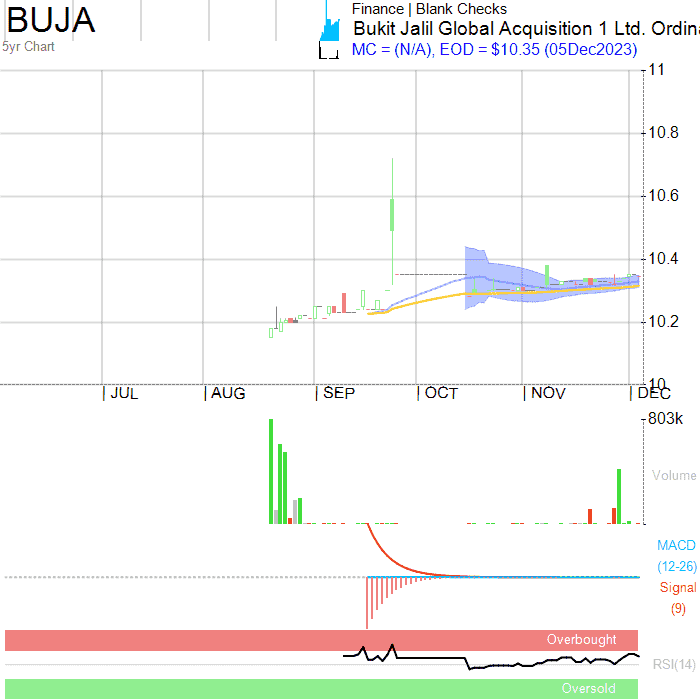 BUJA
5yr Chart
Finance | Blank Checks
Bukit Jalil Global Acquisition 1 Ltd. Ordina
MC = (N/A), EOD = $10.35 (05Dec2023)
11
10.8
10.6
10.4
10.2
10
JUL AUG SEP OCT NOV DEC
803k
Volume
MACD
(12-26)
Signal
(9)
Overbought
RSI(14)
Oversold